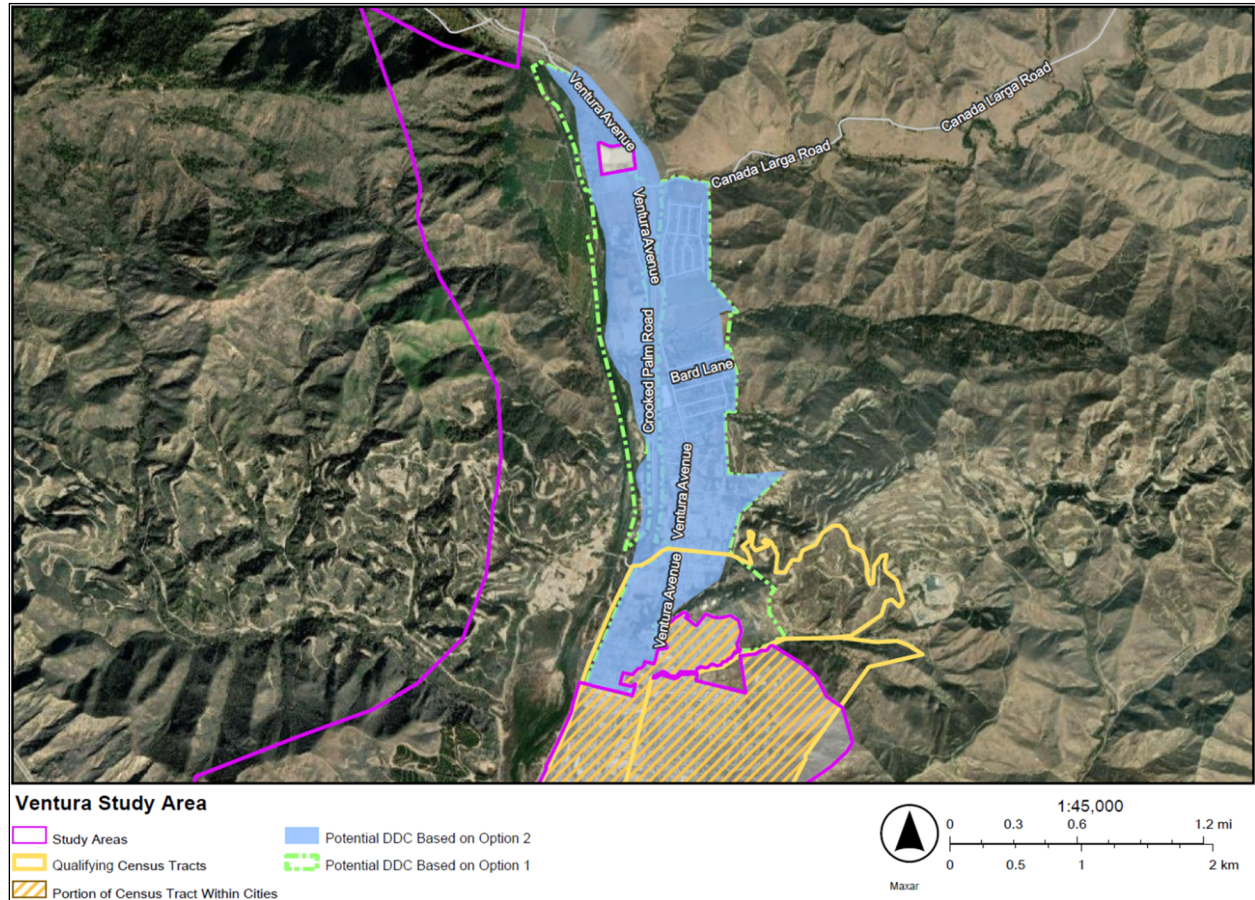 Ventura Avenue
Canada Larga Road
Canada Larga Road
Ventura Avenue
Crooked Palm Road
Bard Lane
Ventura Avenue
Ventura Avenue
Ventura Study Area
Study Areas
Qualifying Census Tracts
Portion of Census Tract Within Cities
Potential DDC Based on Option 2
Potential DDC Based on Option 1
Maxar
1:45,000
0 0.3 0.6 1.2 mi
0 0.5 1 2 km